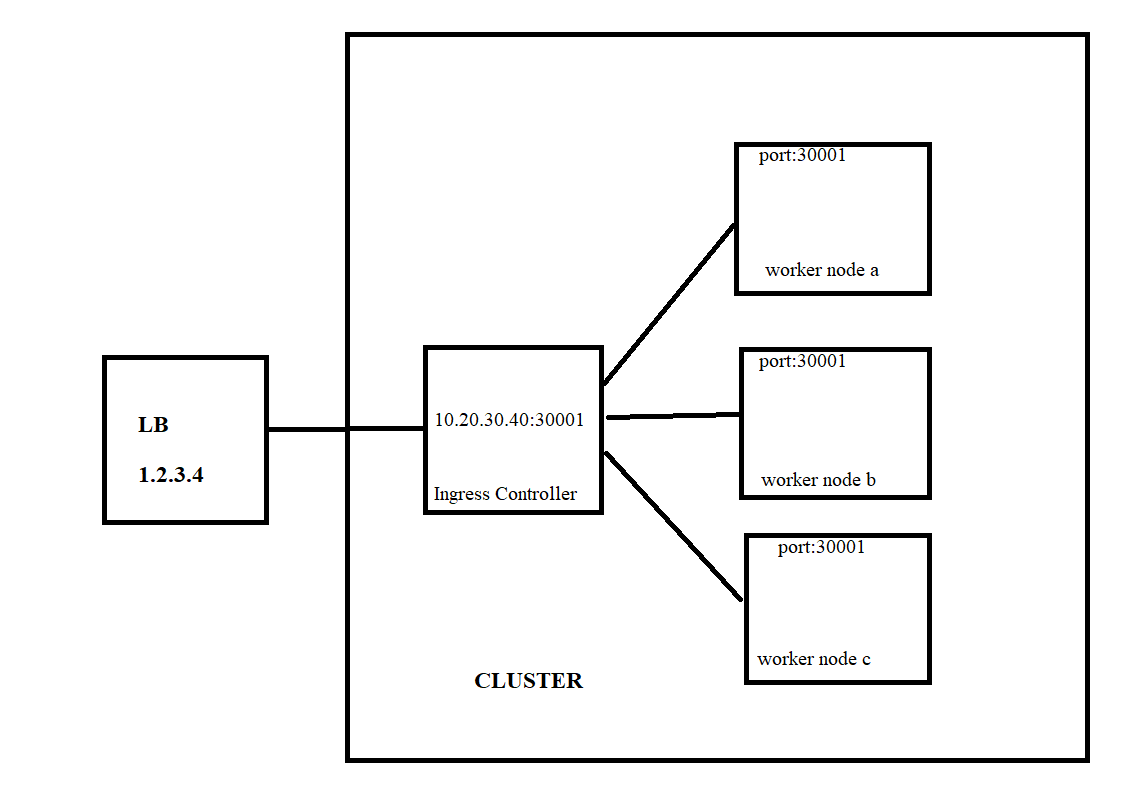 port:30001
worker node a
port:30001
worker node b
port:30001
worker node c
LB
1.2.3.4
10.20.30.40:30001
Ingress Controller
CLUSTER